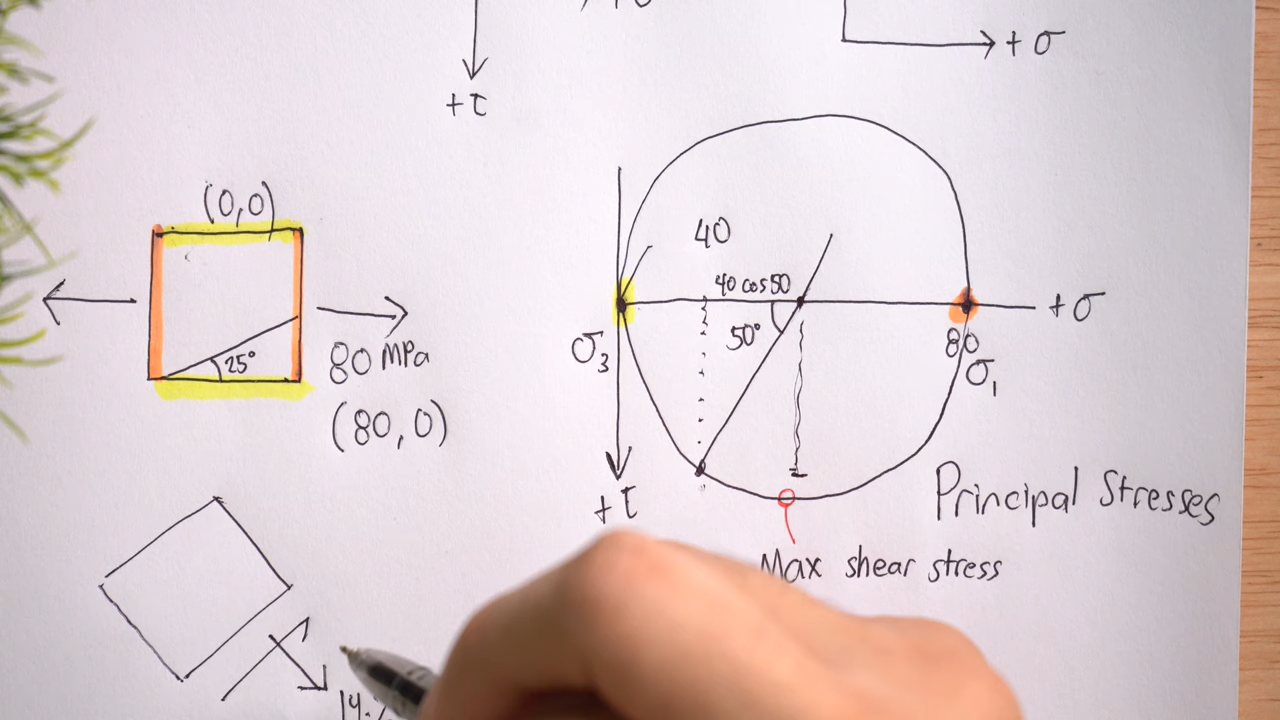 +τ
+σ
(0,0)
25°
80 MPa
(80,0)
40
40 cos50
50°
+σ
80
σ₁
σ₃
+τ
Principal Stresses
Max shear stress